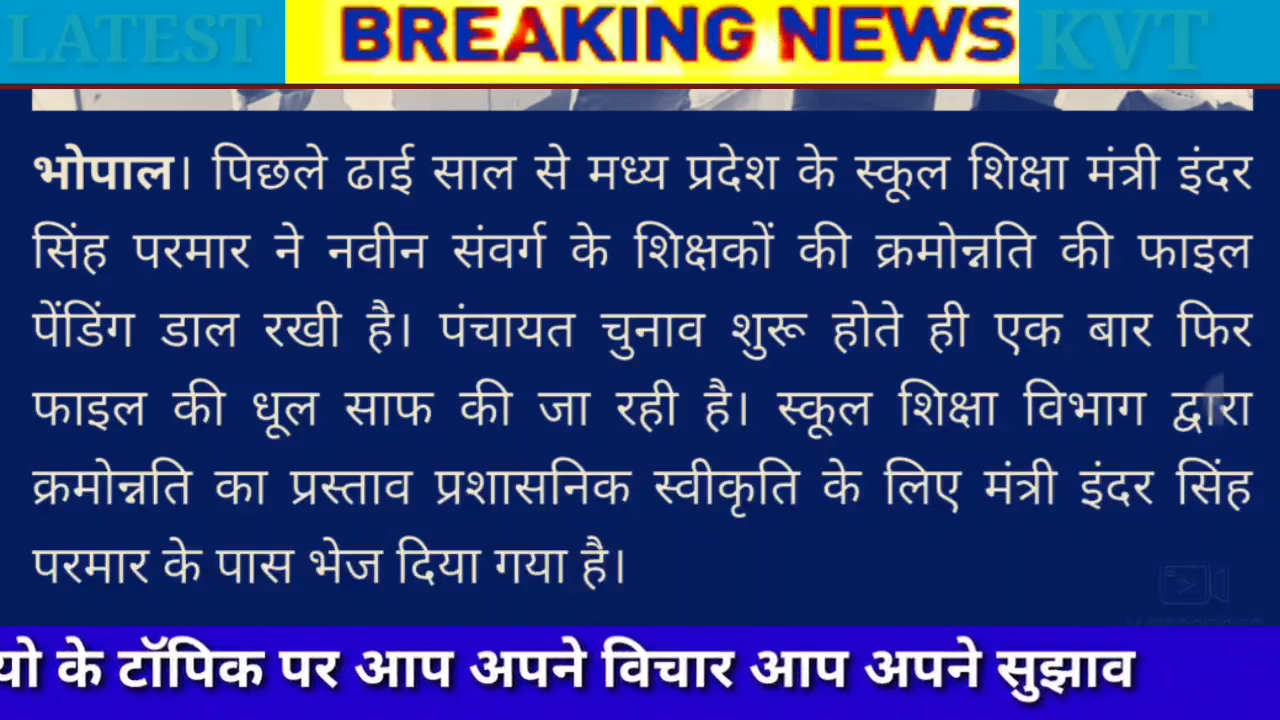 LATEST BREAKING NEWS KVT
भोपाल। पिछले ढाई साल से मध्य प्रदेश के स्कूल शिक्षा मंत्री इंदर
सिंह परमार ने नवीन संवर्ग के शिक्षकों की क्रमोन्नति की फाइल
पेंडिंग डाल रखी है। पंचायत चुनाव शुरू होते ही एक बार फिर
फाइल की धूल साफ की जा रही है। स्कूल शिक्षा विभाग द्वारा
क्रमोन्नति का प्रस्ताव प्रशासनिक स्वीकृति के लिए मंत्री इंदर सिंह
परमार के पास भेज दिया गया है।
यो के टॉपिक पर आप अपने विचार आप अपने सुझाव